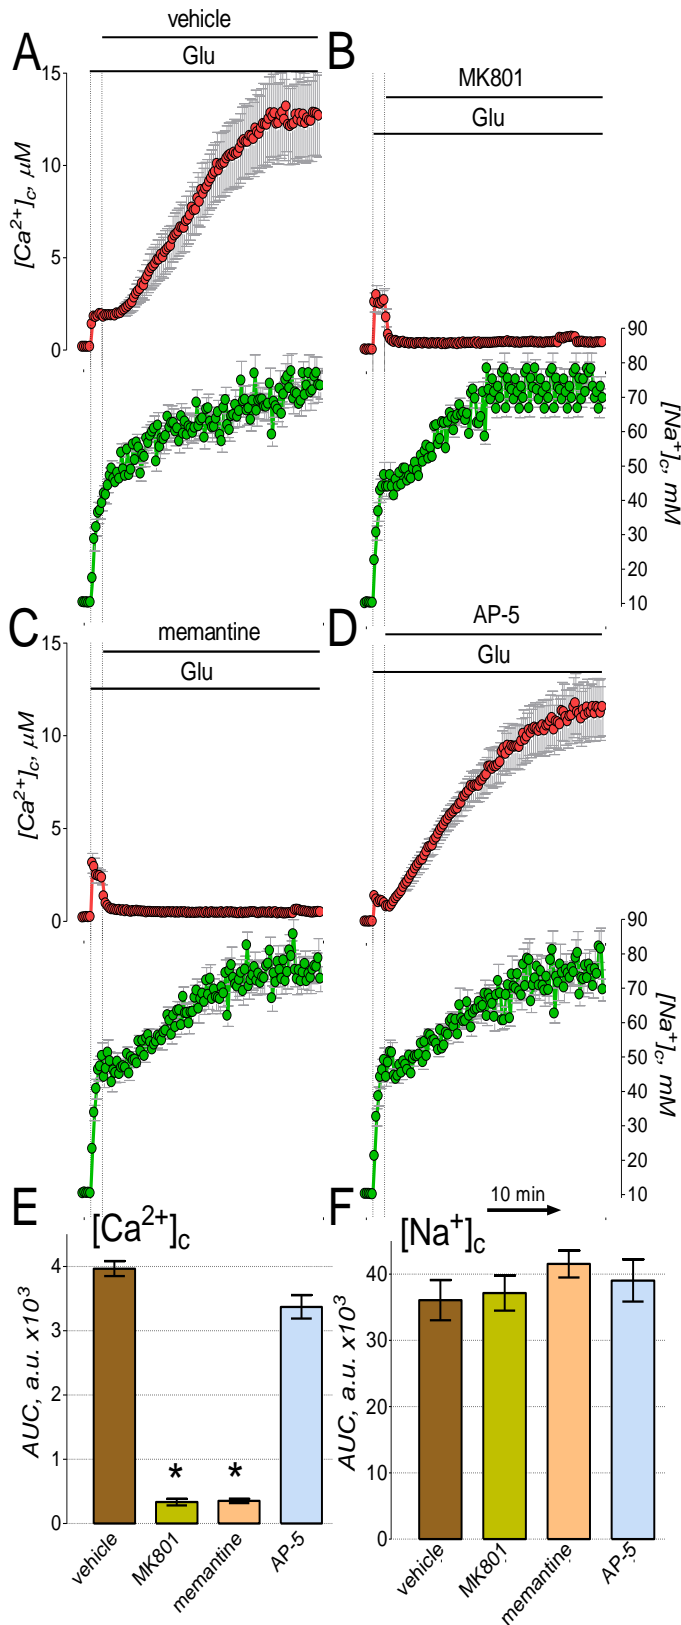 A
vehicle
Glu
15
10
5
0
[Ca²⁺]c, μM
B
MK801
Glu
90
80
70
60
50
40
30
20
10
[Na⁺]c, mM
C
memantine
Glu
15
10
5
0
[Ca²⁺]c, μM
D
AP-5
Glu
90
80
70
60
50
40
30
20
10
[Na⁺]c, mM
10 min
E
[Ca²⁺]c
4
3
2
1
0
AUC, a.u. x10³
*
*
vehicle
MK801
memantine
AP-5
F
[Na⁺]c
40
30
20
10
0
AUC, a.u. x10³
vehicle
MK801
memantine
AP-5